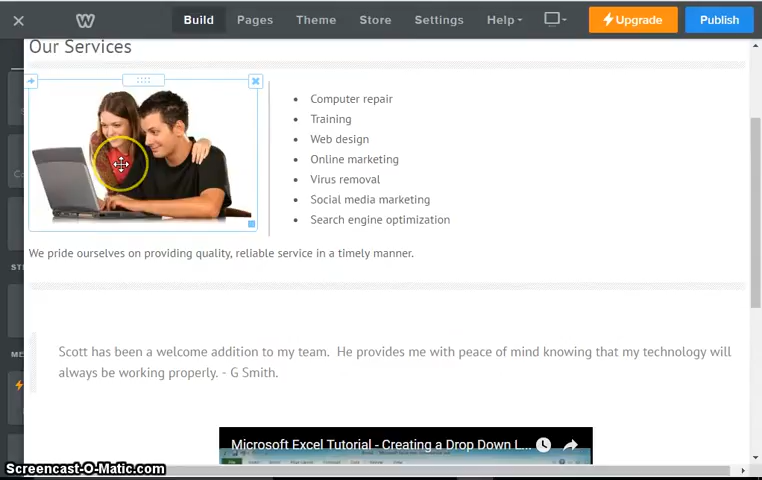 Build Pages Theme Store Settings Help Upgrade Publish
Our Services
Computer repair
Training
Web design
Online marketing
Virus removal
Social media marketing
Search engine optimization
We pride ourselves on providing quality, reliable service in a timely manner.
Scott has been a welcome addition to my team. He provides me with peace of mind knowing that my technology will
always be working properly. - G Smith.
Microsoft Excel Tutorial - Creating a Drop Down L...
Screencast-O-Matic.com